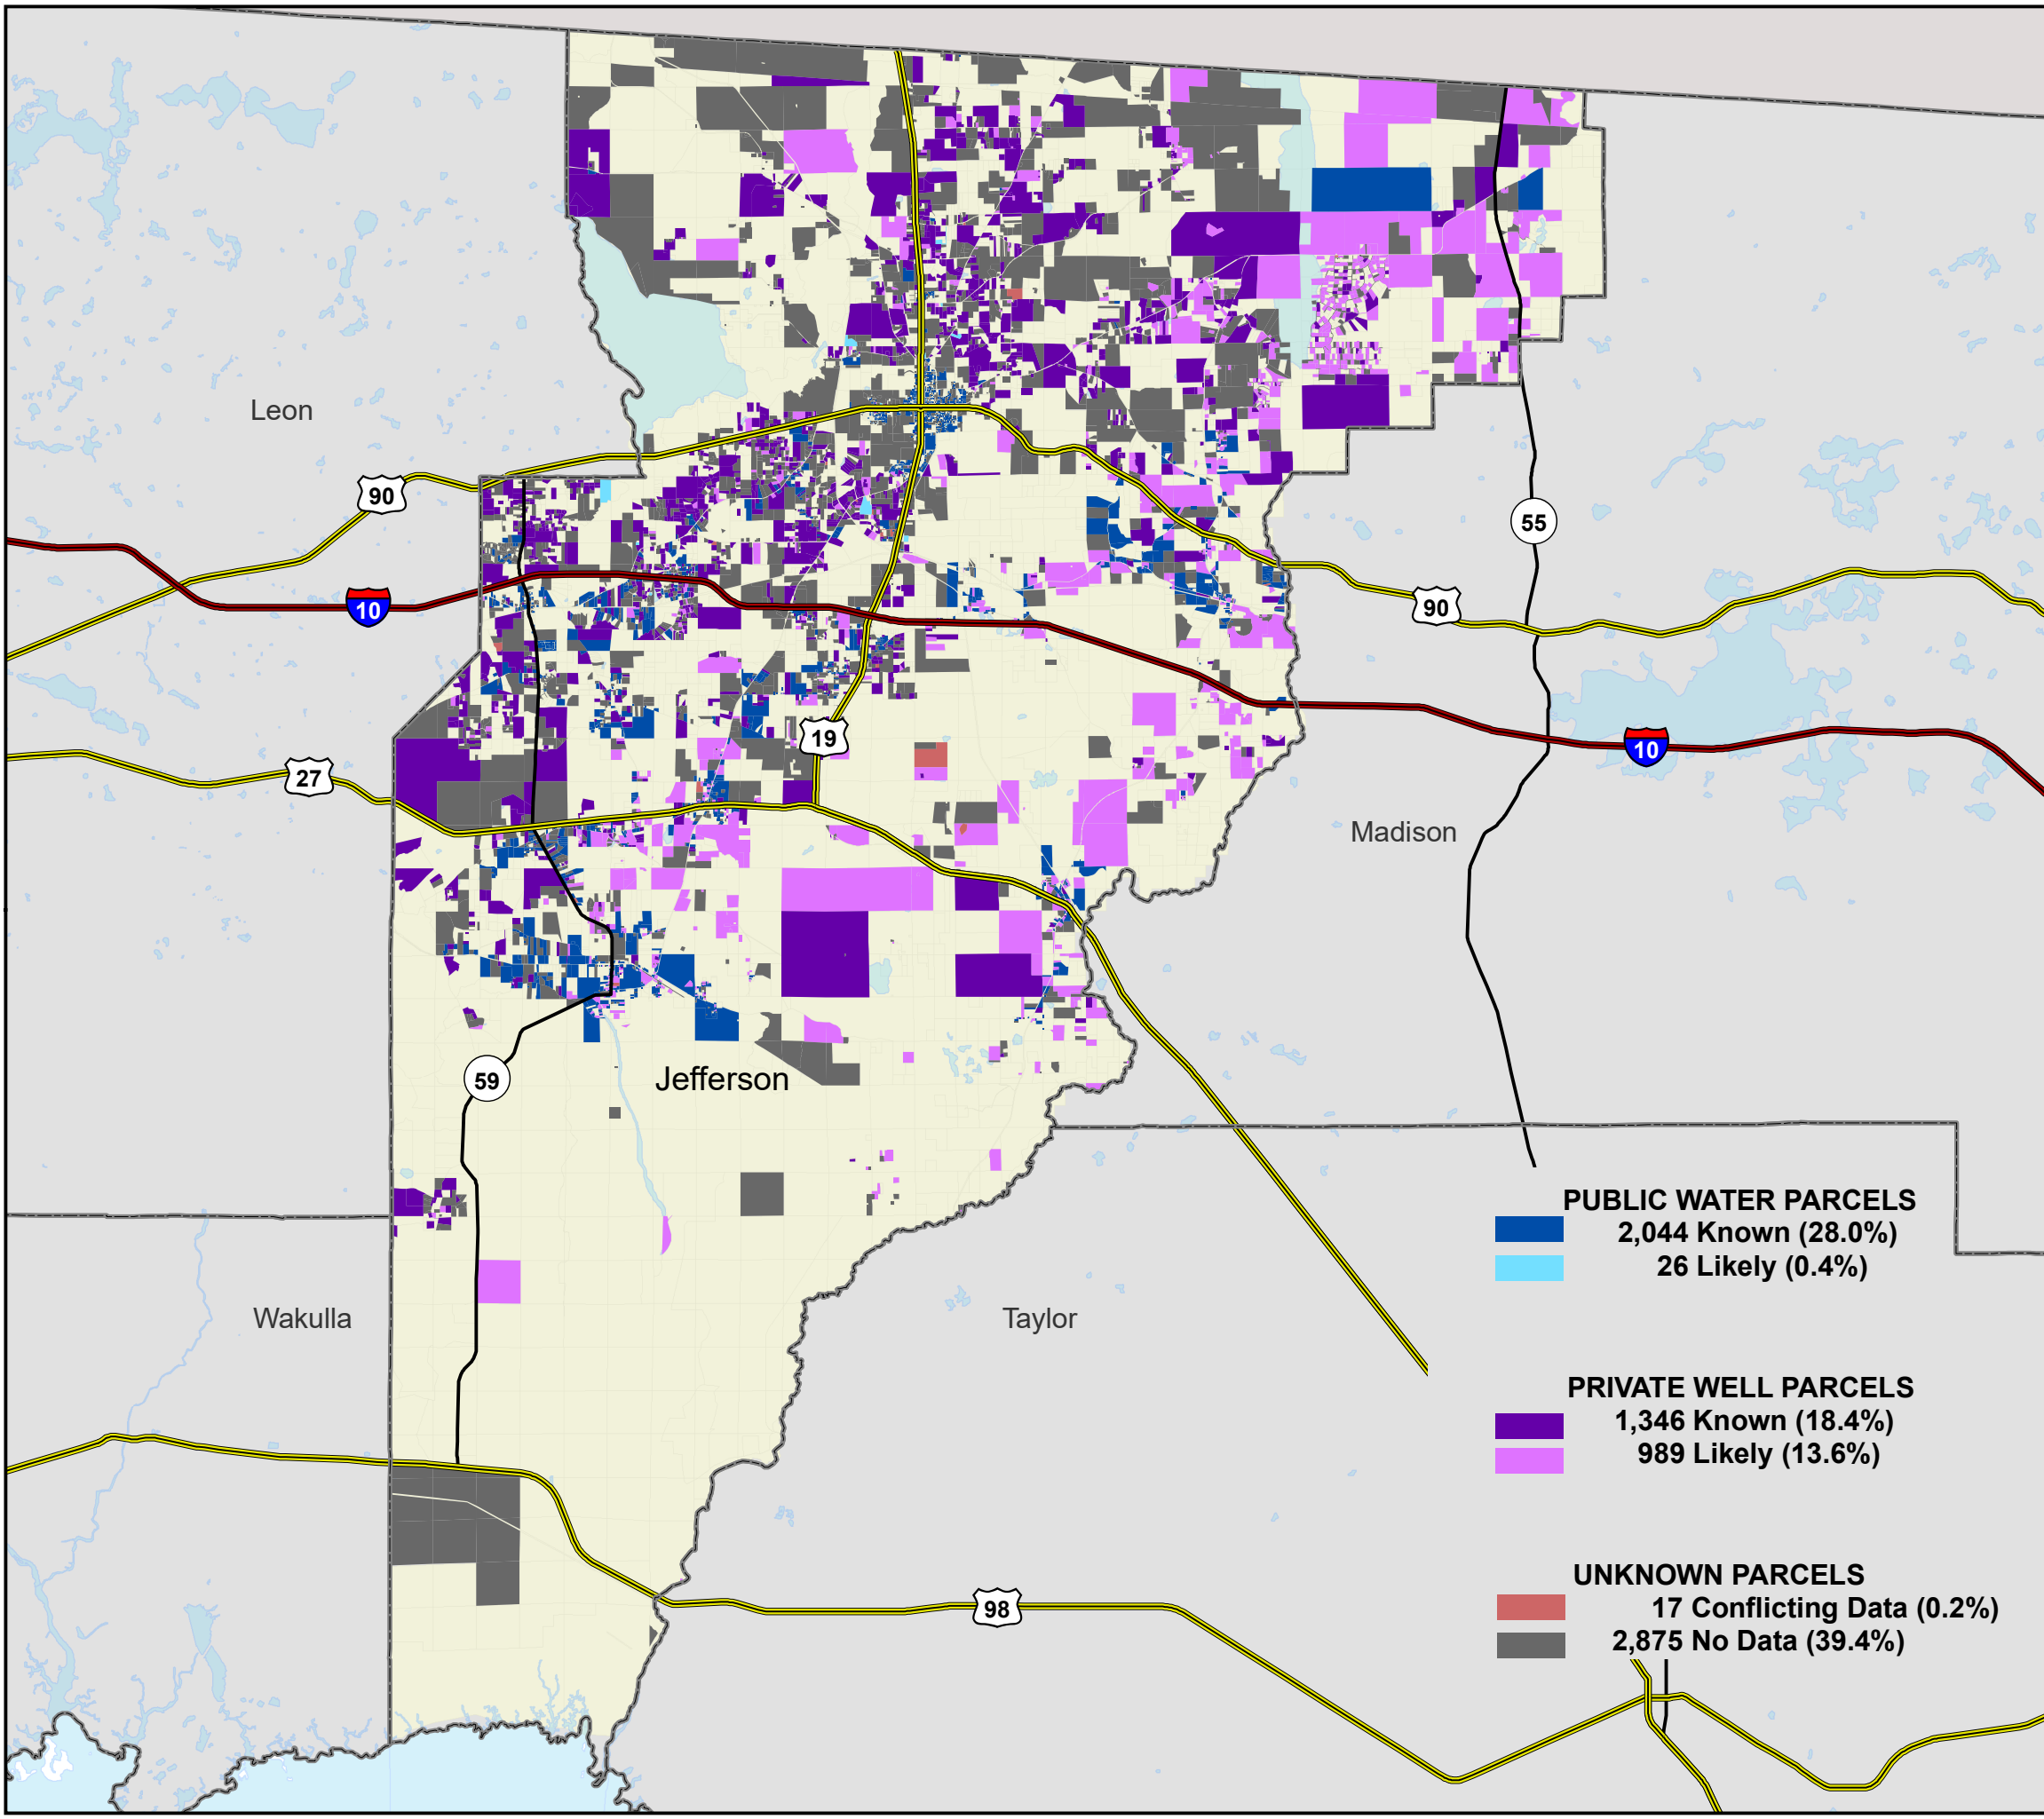 Leon
90
55
10
90
19
10
27
Madison
Jefferson
59
PUBLIC WATER PARCELS
2,044 Known (28.0%)
26 Likely (0.4%)
Wakulla
Taylor
PRIVATE WELL PARCELS
1,346 Known (18.4%)
989 Likely (13.6%)
UNKNOWN PARCELS
17 Conflicting Data (0.2%)
98
2,875 No Data (39.4%)